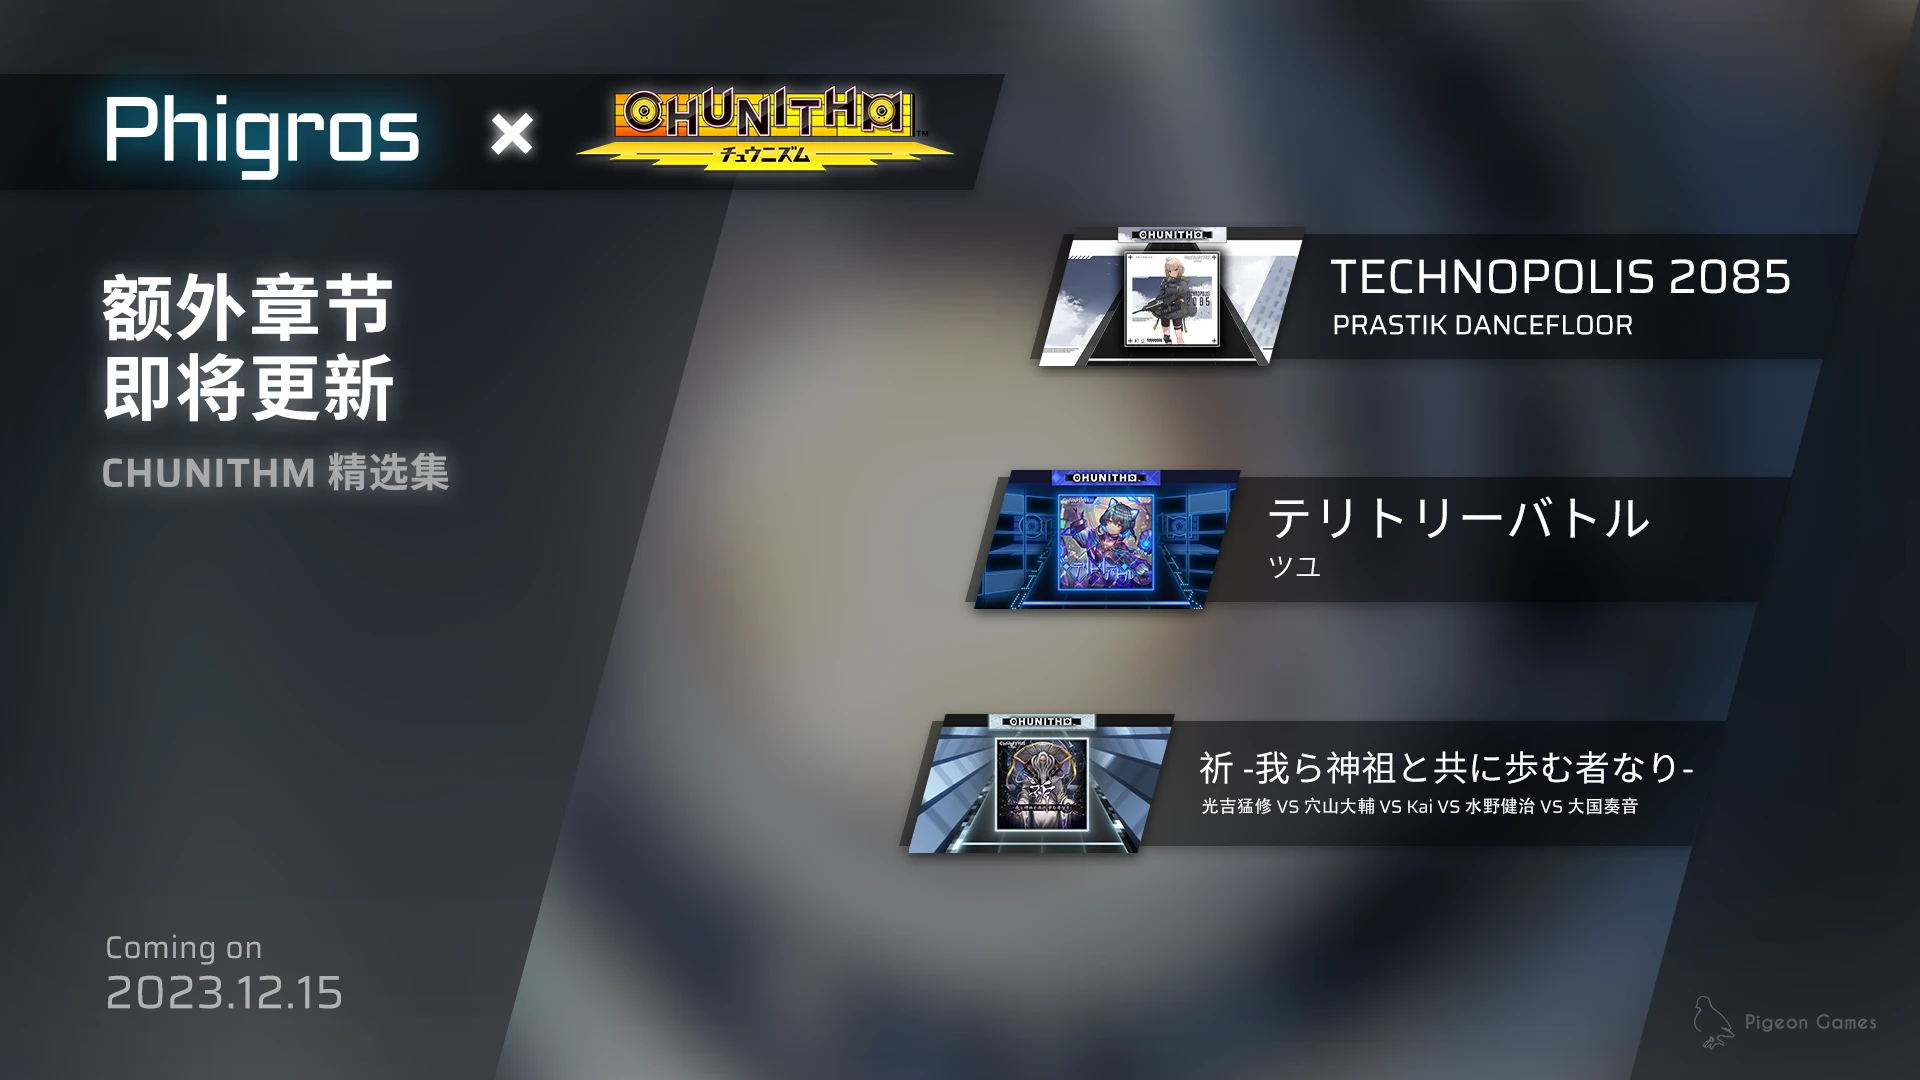 Phigros × CHUNITHM™
チュウニズム
额外章节
即将更新
CHUNITHM 精选集
CHUNITHM
TECHNOPOLIS 2085
PRASTIK DANCEFLOOR
CHUNITHM
テリトリーバトル
ツユ
CHUNITHM
祈 -我ら神祖と共に歩む者なり-
光吉猛修 VS 穴山大輔 VS Kai VS 水野健治 VS 大国奏音
Coming on
2023.12.15
Pigeon Games